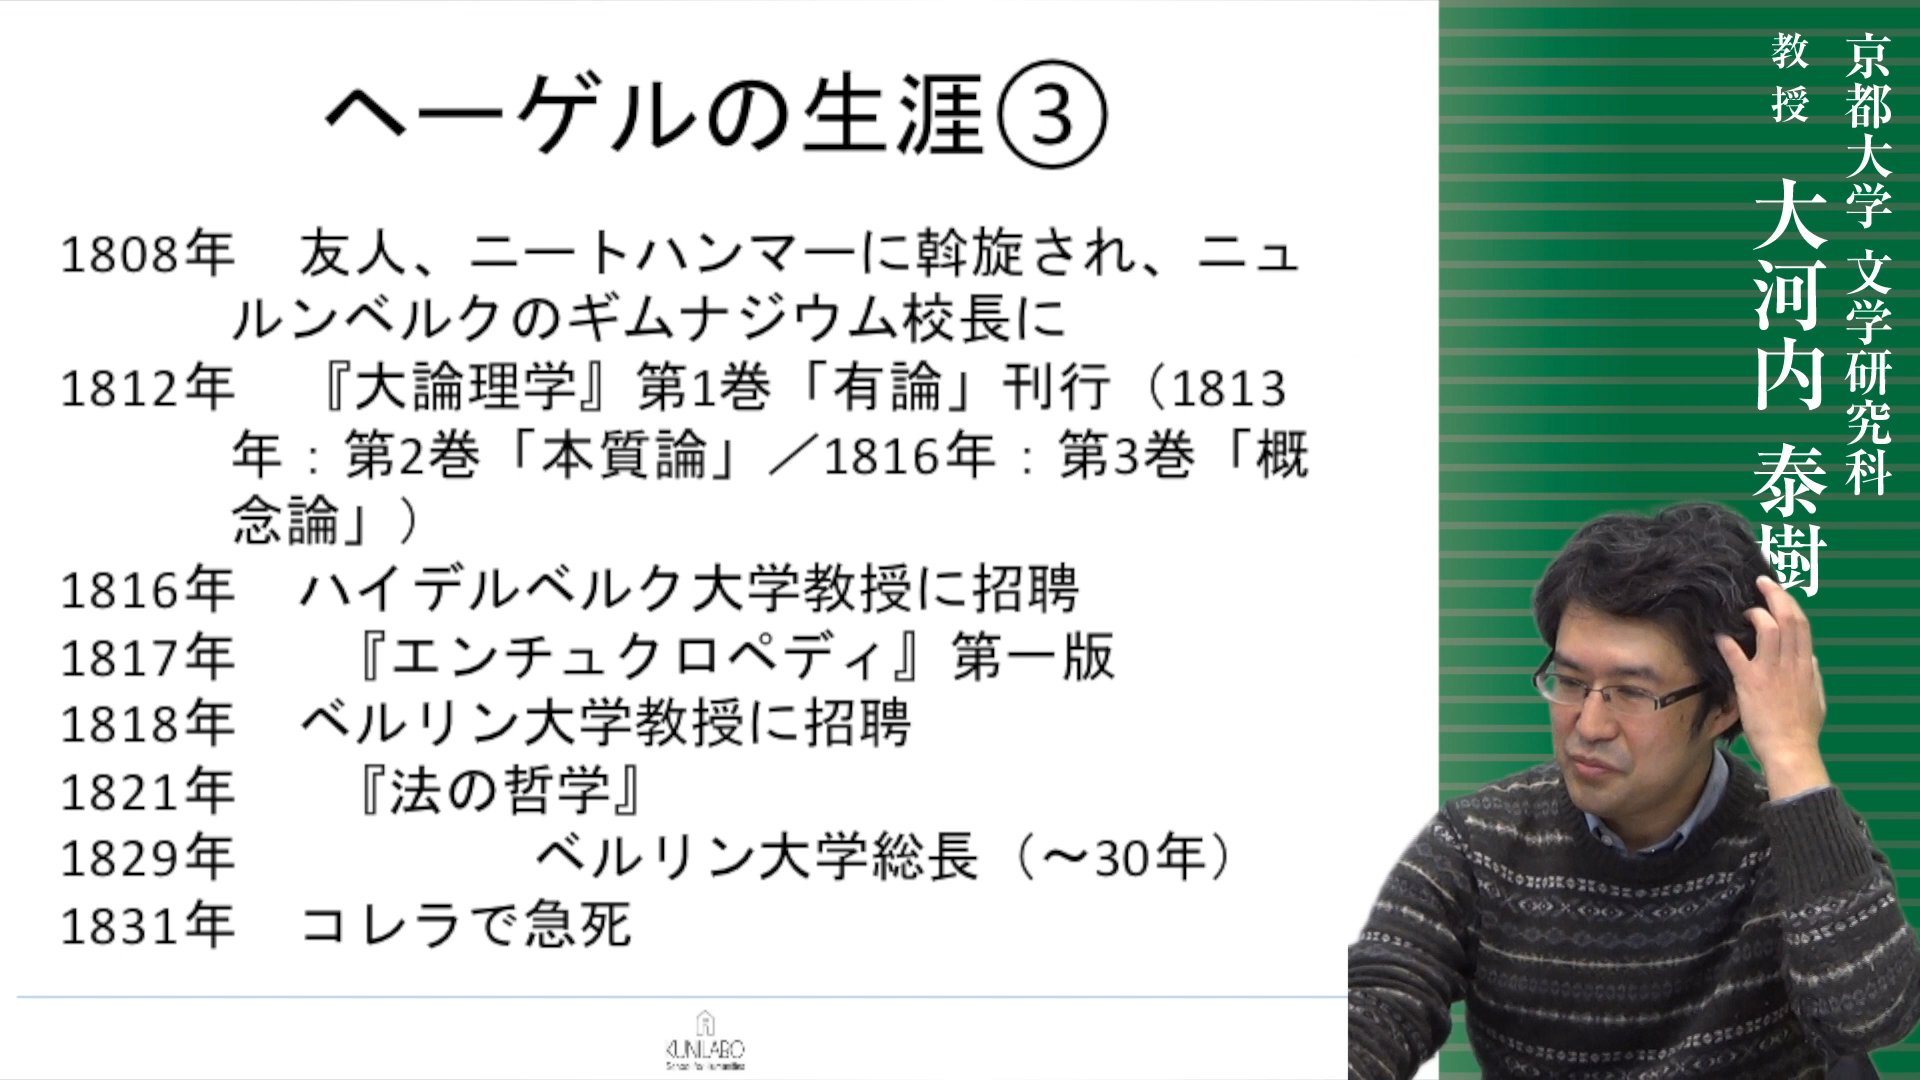 ヘーゲルの生涯③
1808年　友人、ニートハンマーに斡旋され、ニュ
ルンベルクのギムナジウム校長に
1812年　『大論理学』第1巻「有論」刊行（1813
年：第2巻「本質論」／1816年：第3巻「概
念論」）
1816年　ハイデルベルク大学教授に招聘
1817年　『エンチュクロペディ』第一版
1818年　ベルリン大学教授に招聘
1821年　『法の哲学』
1829年　ベルリン大学総長（～30年）
1831年　コレラで急死
KUNILABO
School for Humanities
京都大学 文学研究科
教授 大河内 泰樹